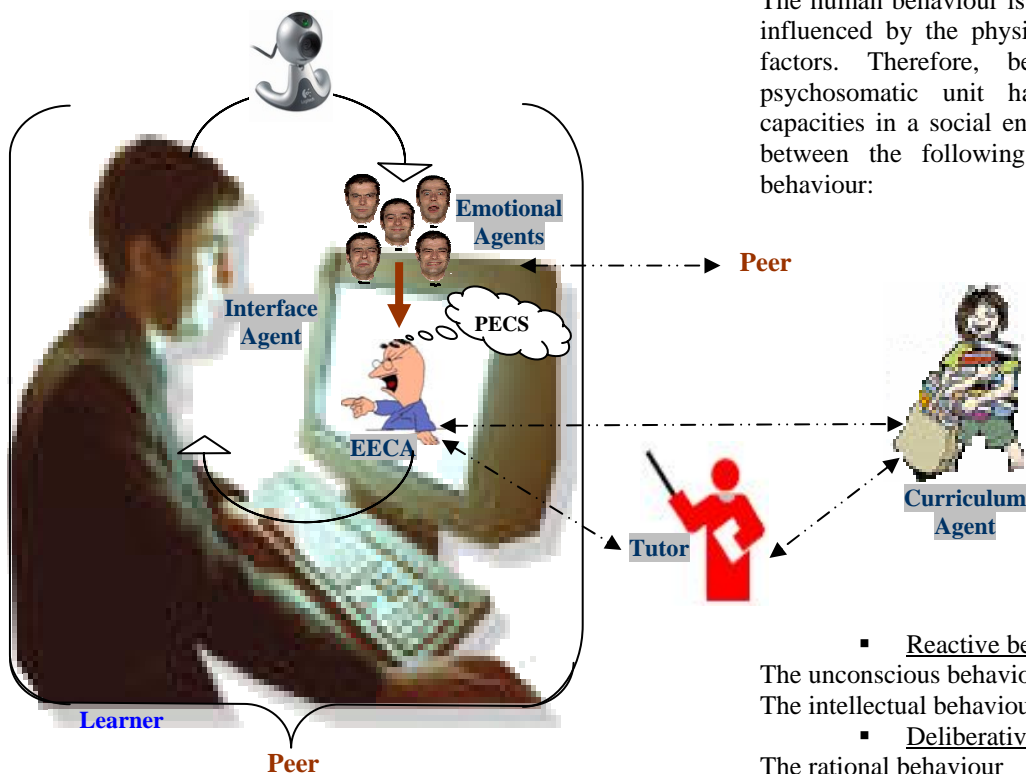 The human behaviour is
influenced by the physi
factors. Therefore, be
psychosomatic unit ha
capacities in a social en
between the following
behaviour:
Emotional
Agents
Peer
Interface
Agent
PECS
EECA
Curriculum
Agent
Tutor
▪ Reactive be
The unconscious behavio
The intellectual behaviou
▪ Deliberativ
The rational behaviour
Learner
Peer